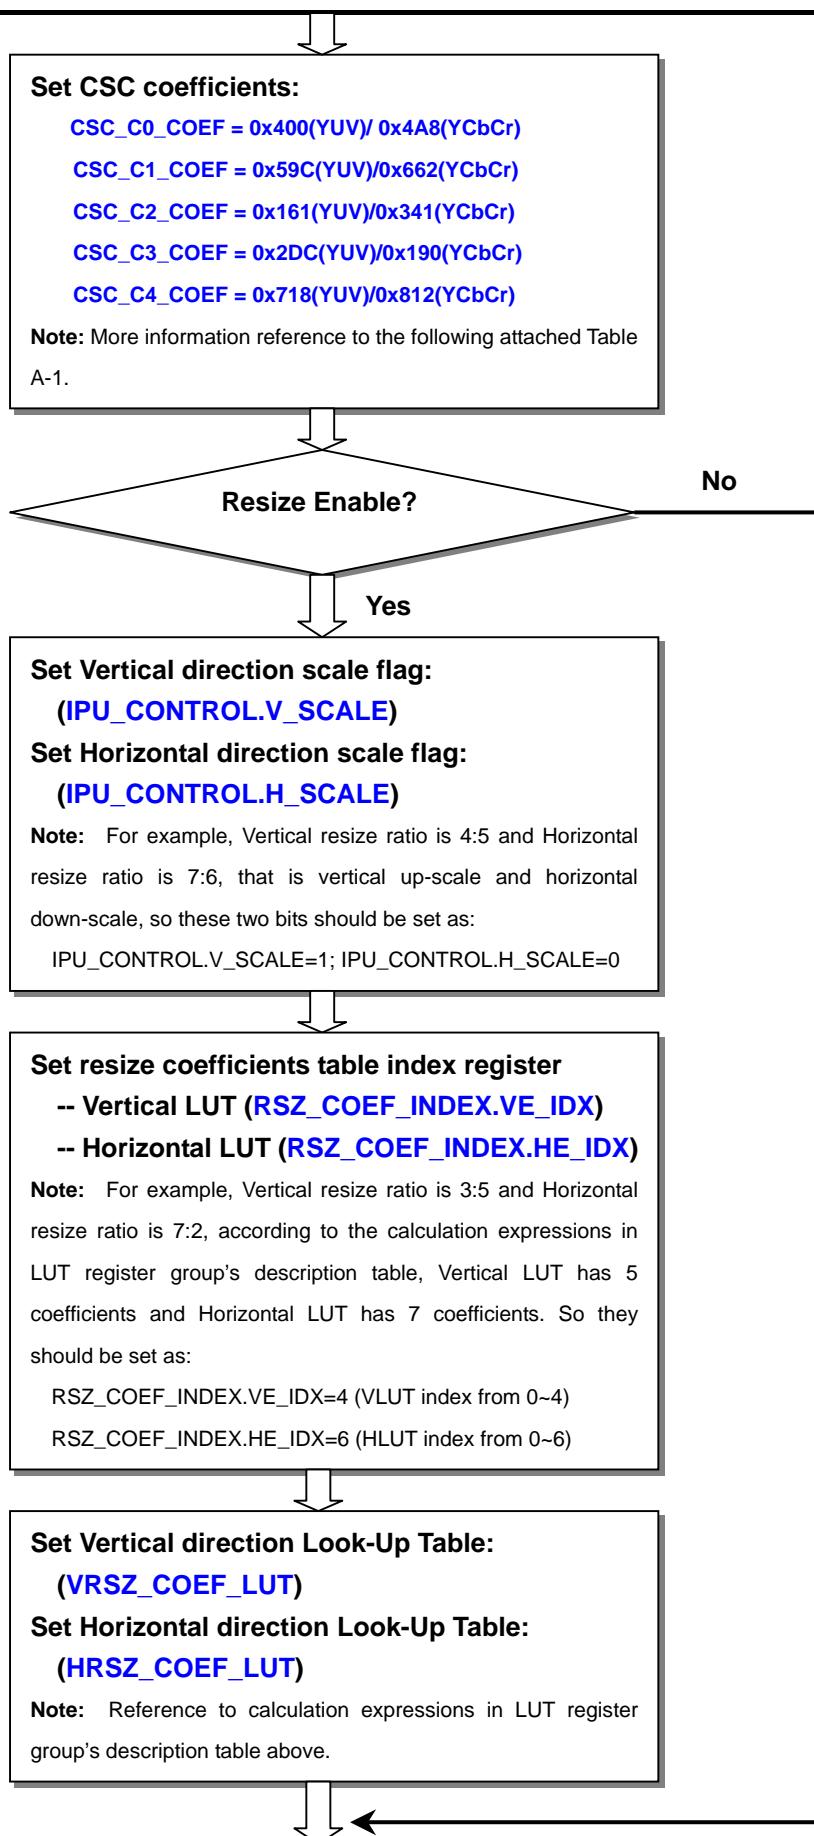 Set CSC coefficients:
CSC_C0_COEF = 0x400(YUV)/ 0x4A8(YCbCr)
CSC_C1_COEF = 0x59C(YUV)/0x662(YCbCr)
CSC_C2_COEF = 0x161(YUV)/0x341(YCbCr)
CSC_C3_COEF = 0x2DC(YUV)/0x190(YCbCr)
CSC_C4_COEF = 0x718(YUV)/0x812(YCbCr)
Note: More information reference to the following attached Table
A-1.
Resize Enable?
No
Yes
Set Vertical direction scale flag:
(IPU_CONTROL.V_SCALE)
Set Horizontal direction scale flag:
(IPU_CONTROL.H_SCALE)
Note: For example, Vertical resize ratio is 4:5 and Horizontal
resize ratio is 7:6, that is vertical up-scale and horizontal
down-scale, so these two bits should be set as:
IPU_CONTROL.V_SCALE=1; IPU_CONTROL.H_SCALE=0
Set resize coefficients table index register
-- Vertical LUT (RSZ_COEF_INDEX.VE_IDX)
-- Horizontal LUT (RSZ_COEF_INDEX.HE_IDX)
Note: For example, Vertical resize ratio is 3:5 and Horizontal
resize ratio is 7:2, according to the calculation expressions in
LUT register group's description table, Vertical LUT has 5
coefficients and Horizontal LUT has 7 coefficients. So they
should be set as:
RSZ_COEF_INDEX.VE_IDX=4 (VLUT index from 0~4)
RSZ_COEF_INDEX.HE_IDX=6 (HLUT index from 0~6)
Set Vertical direction Look-Up Table:
(VRSZ_COEF_LUT)
Set Horizontal direction Look-Up Table:
(HRSZ_COEF_LUT)
Note: Reference to calculation expressions in LUT register
group's description table above.